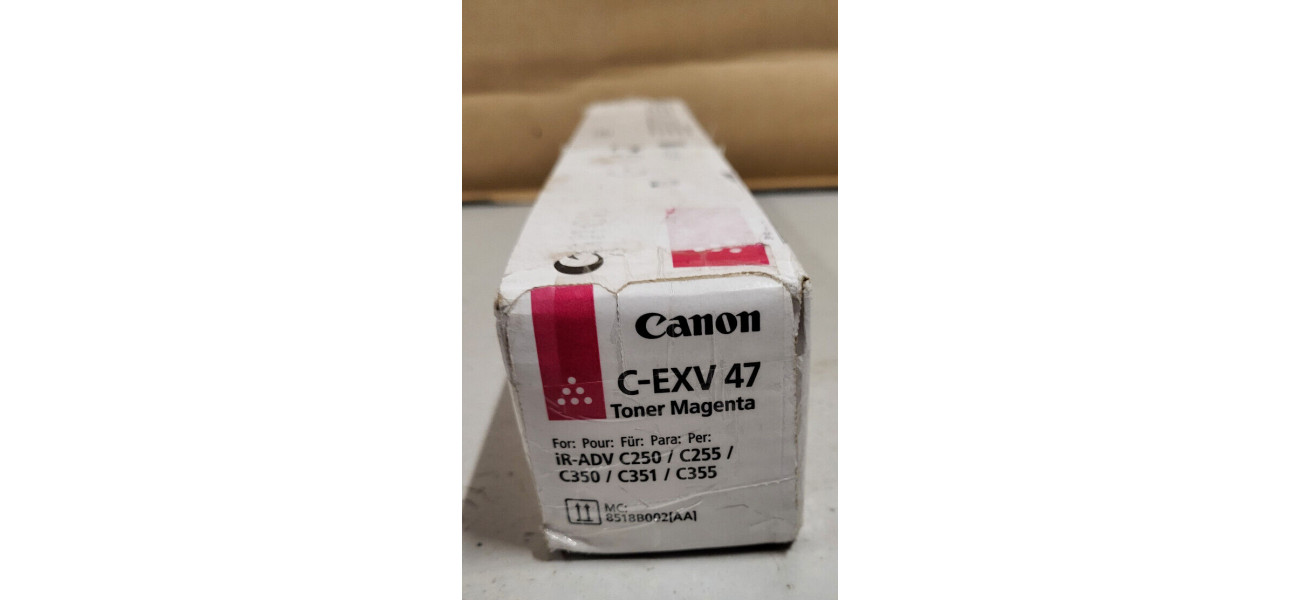 Canon
C-EXV 47
Toner Magenta
For: Pour: Für: Para: Per:
iR-ADV C250 / C255 /
C350 / C351 / C355
MC:
8518B002[AA]